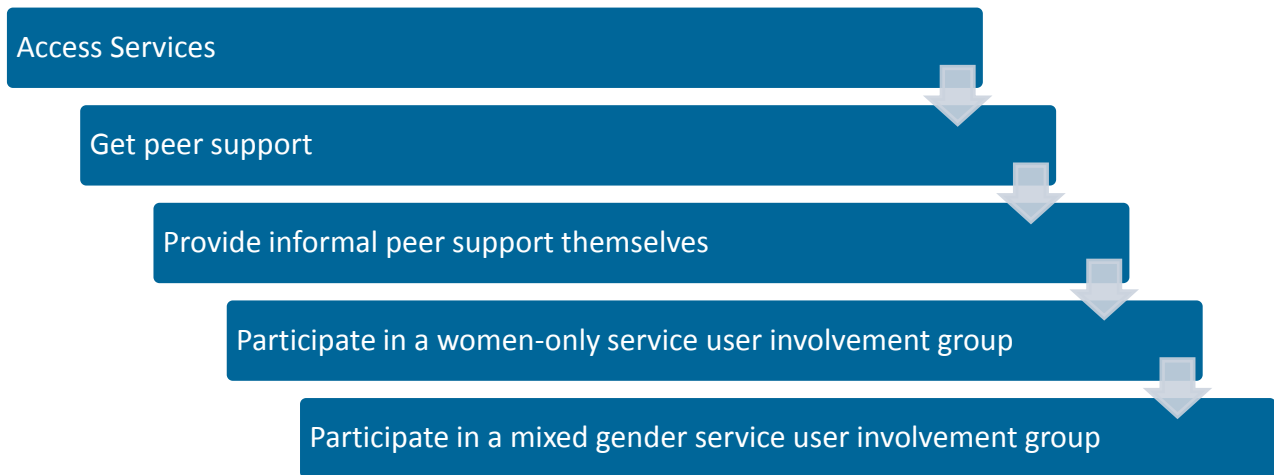 Access Services
Get peer support
Provide informal peer support themselves
Participate in a women-only service user involvement group
Participate in a mixed gender service user involvement group